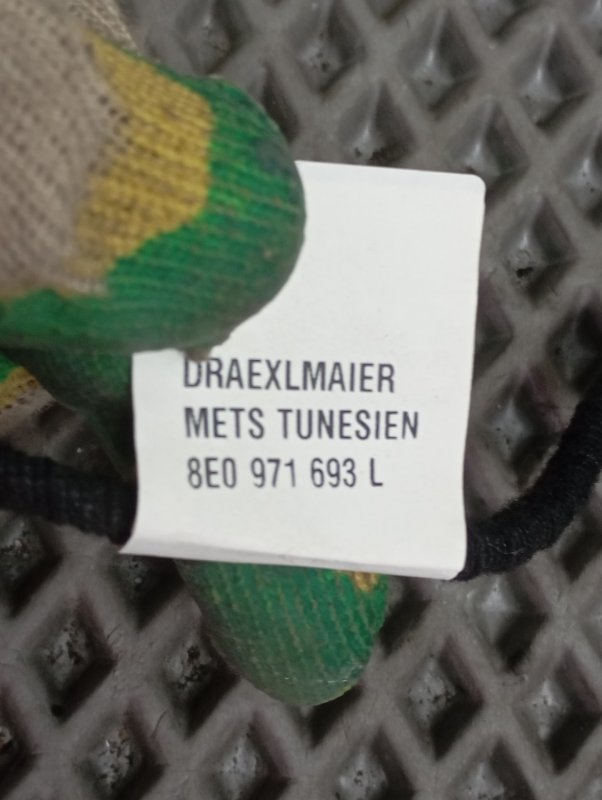 DRAEXLMAIER
METS TUNESIEN
8E0 971 693 L